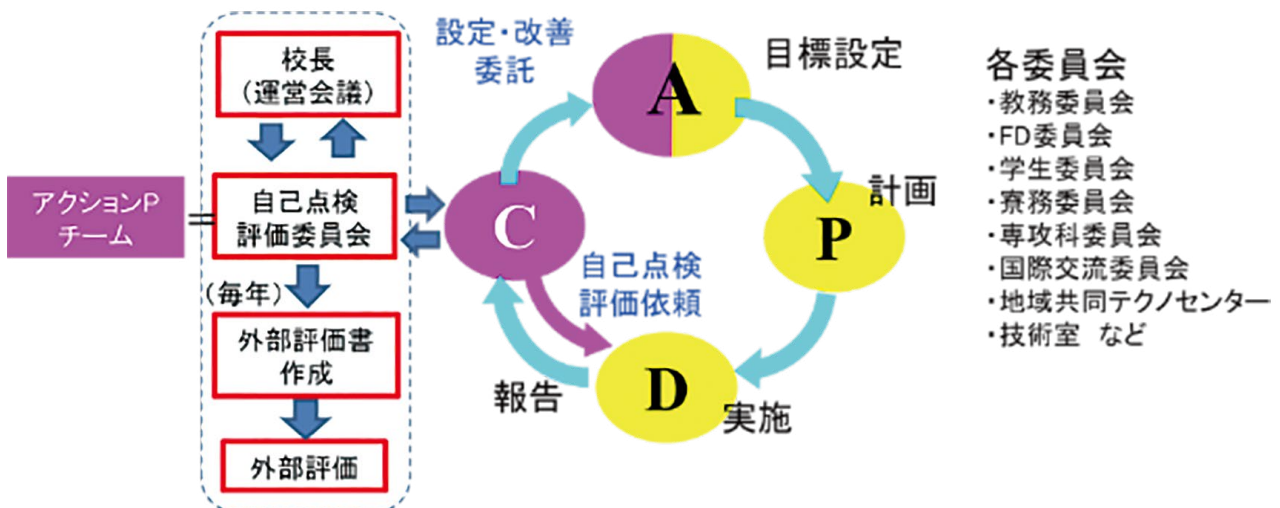 校長
(運営会議)
アクションP
チーム
=
自己点検
評価委員会
(毎年)
外部評価書
作成
外部評価
設定・改善
委託
A
目標設定
C
計画
P
自己点検
評価依頼
報告
D
実施
各委員会
・教務委員会
・FD委員会
・学生委員会
・寮務委員会
・専攻科委員会
・国際交流委員会
・地域共同テクノセンター
・技術室 など